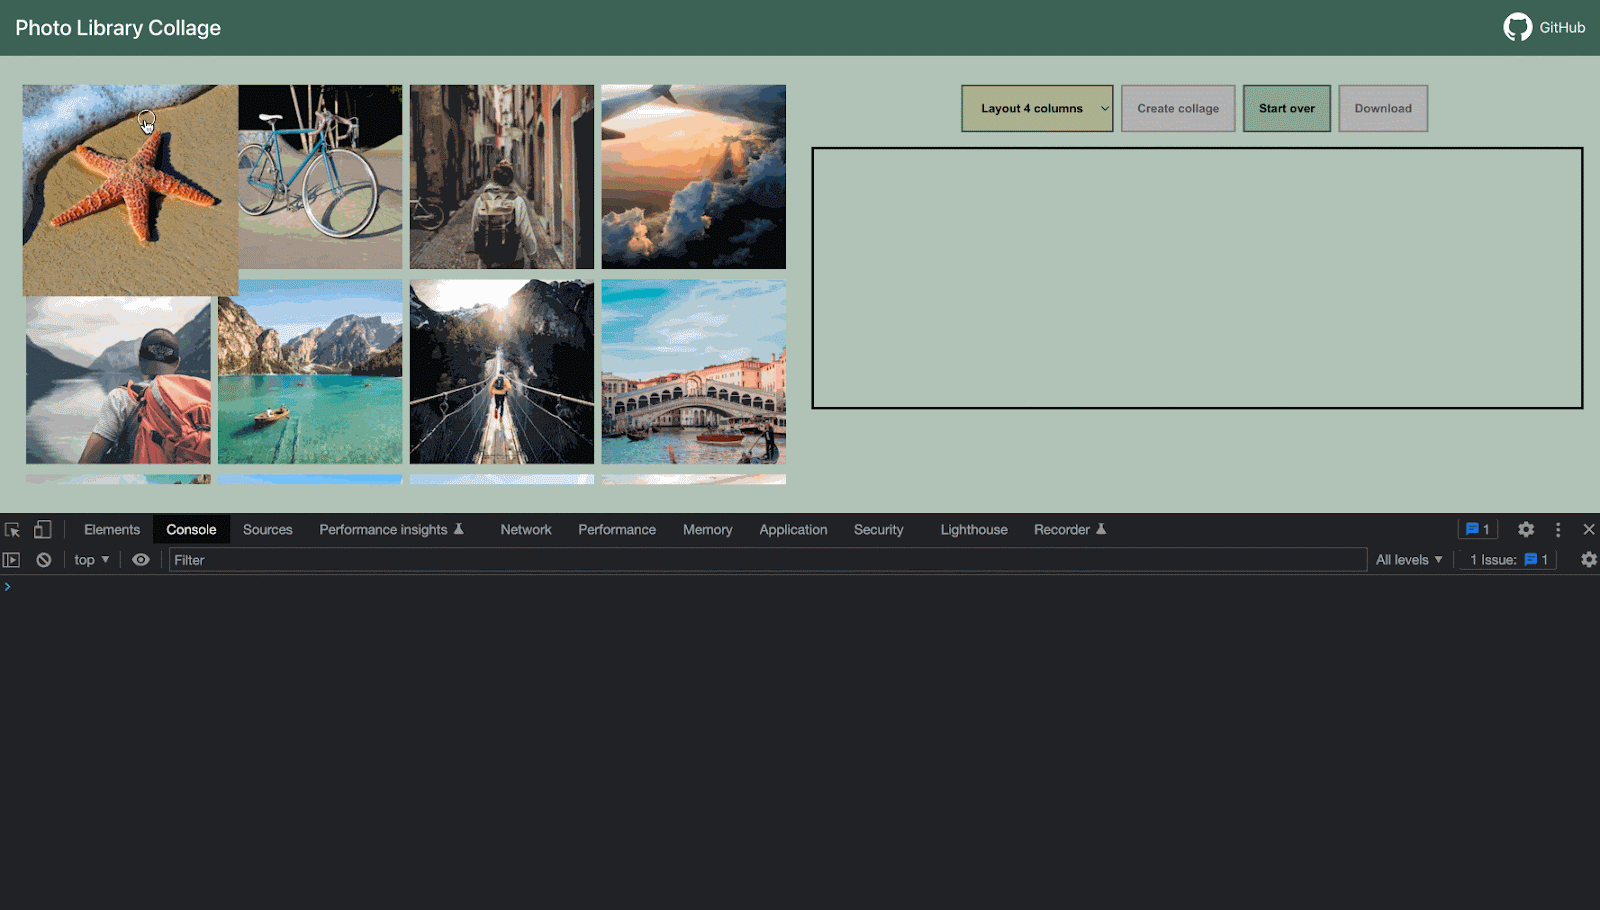 Photo Library Collage
GitHub
Layout 4 columns
Create collage
Start over
Download
Elements
Console
Sources
Performance insights
Network
Performance
Memory
Application
Security
Lighthouse
Recorder
1
top
Filter
All levels
1 Issue: 1